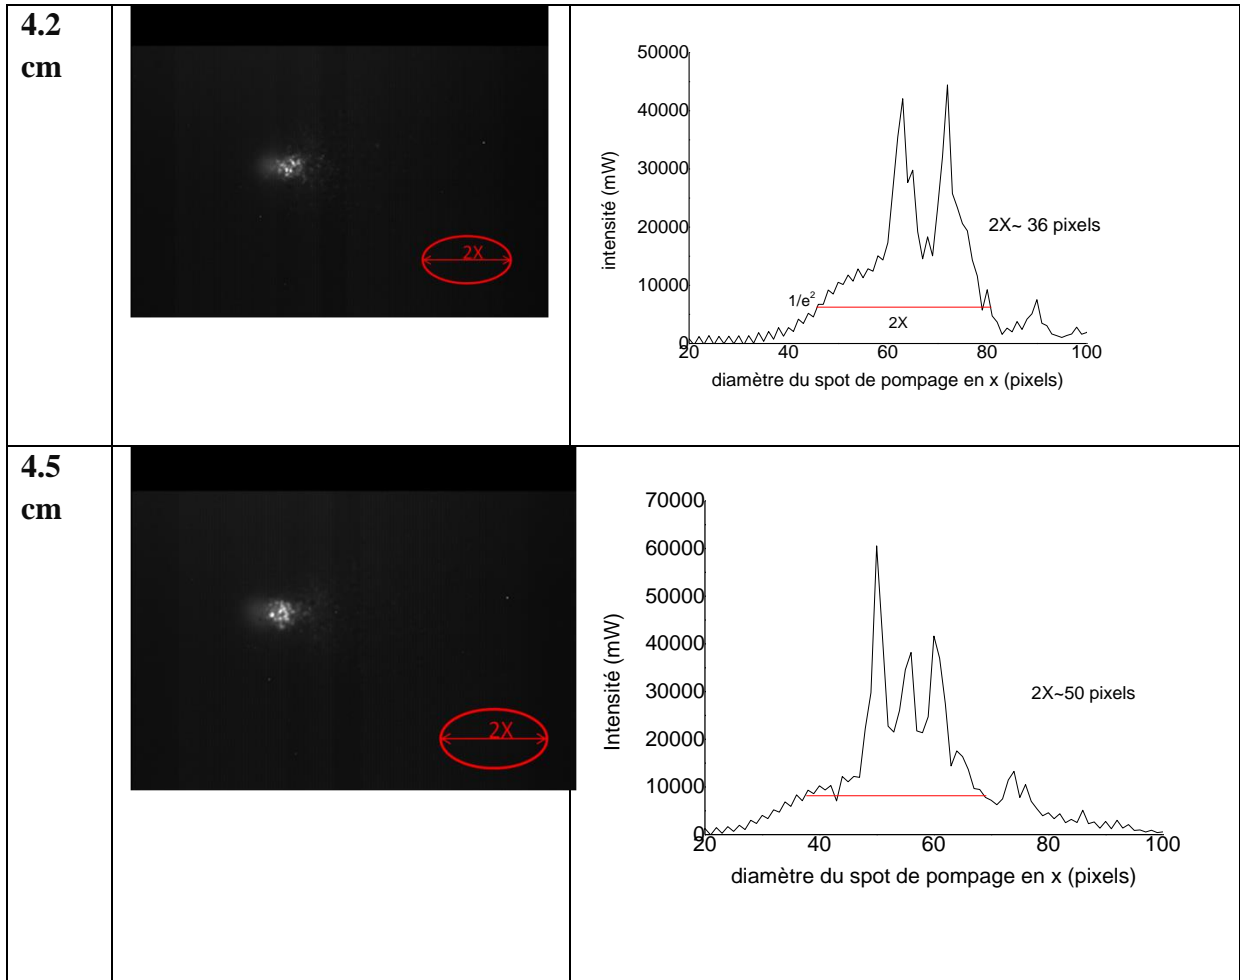 4.2
cm
2X
50000
40000
30000
20000
10000
0
intensité (mW)
2X~ 36 pixels
1/e²
2X
20 40 60 80 100
diamètre du spot de pompage en x (pixels)
4.5
cm
2X
70000
60000
50000
40000
30000
20000
10000
0
Intensité (mW)
2X~50 pixels
20 40 60 80 100
diamètre du spot de pompage en x (pixels)